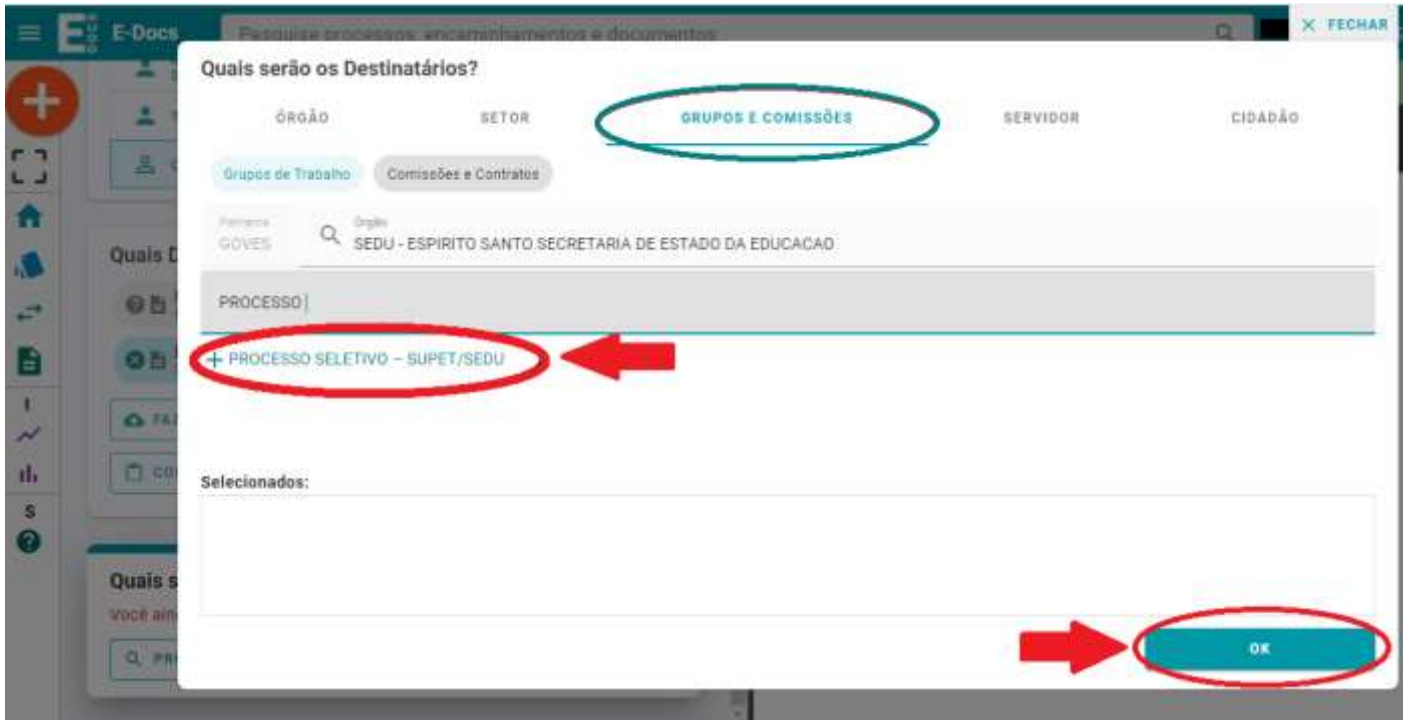 E-Docs
Pesquise processos, encaminhamentos e documentos
FECHAR
Quais serão os Destinatários?
ÓRGÃO
SETOR
GRUPOS E COMISSÕES
SERVIDOR
CIDADÃO
Grupos de Trabalho
Comissões e Contratos
GOVES
Órgão
SEDU - ESPIRITO SANTO SECRETARIA DE ESTADO DA EDUCACAO
Quais D
PROCESSO
+ PROCESSO SELETIVO – SUPET/SEDU
FAZ
CO
Selecionados:
S
Quais s
Você ain
OK